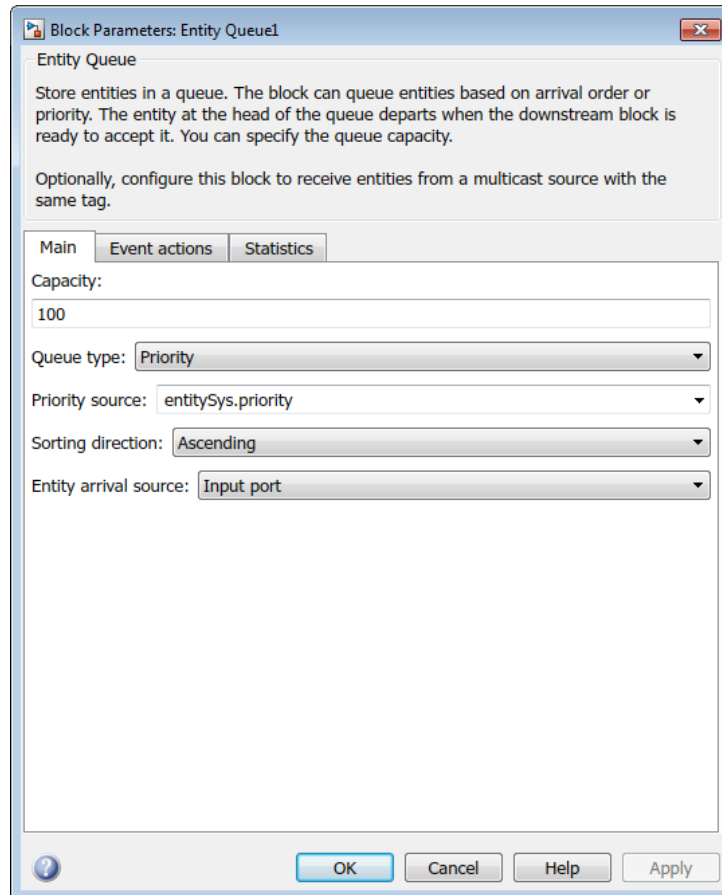 Block Parameters: Entity Queue1
Entity Queue
Store entities in a queue. The block can queue entities based on arrival order or
priority. The entity at the head of the queue departs when the downstream block is
ready to accept it. You can specify the queue capacity.
Optionally, configure this block to receive entities from a multicast source with the
same tag.
Main Event actions Statistics
Capacity:
100
Queue type: Priority
Priority source: entitySys.priority
Sorting direction: Ascending
Entity arrival source: Input port
? OK Cancel Help Apply